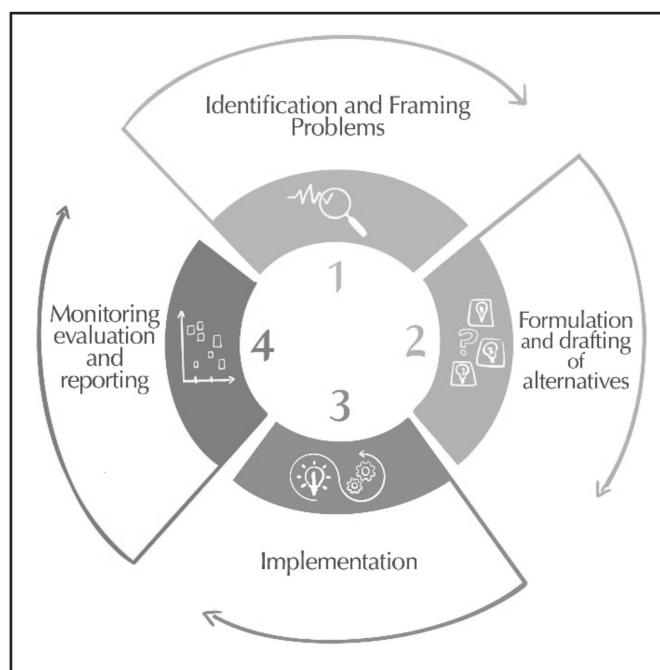 Identification and Framing
Problems
1
2
Formulation
and drafting
of
alternatives
3
Implementation
4
Monitoring
evaluation
and
reporting
?